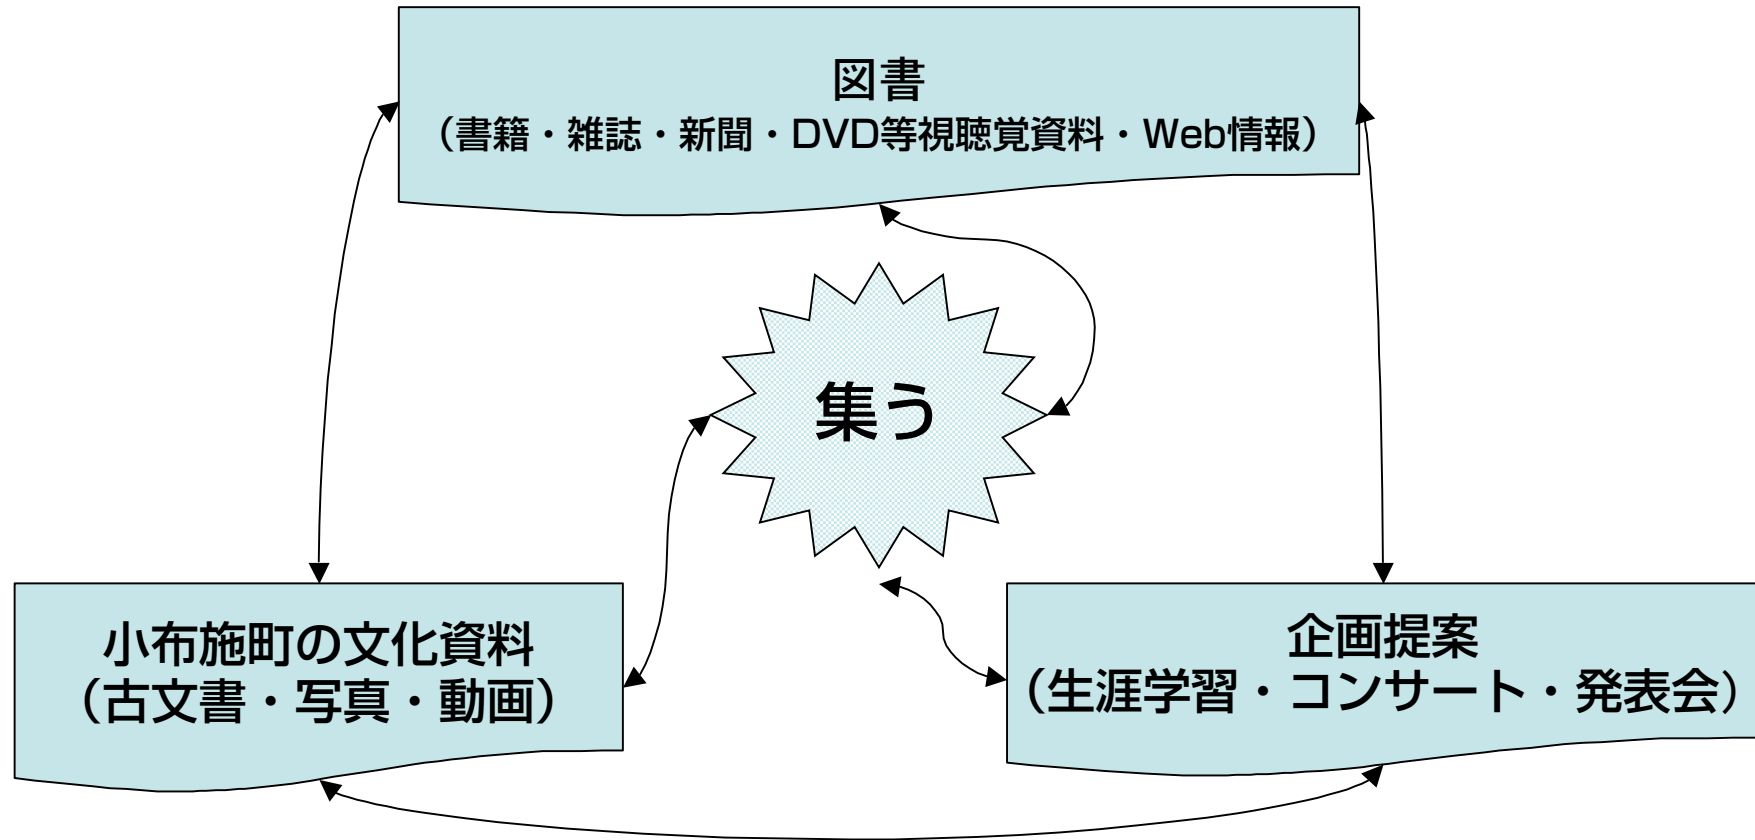 図書
（書籍・雑誌・新聞・DVD等視聴覚資料・Web情報）
集う
小布施町の文化資料
（古文書・写真・動画）
企画提案
（生涯学習・コンサート・発表会）